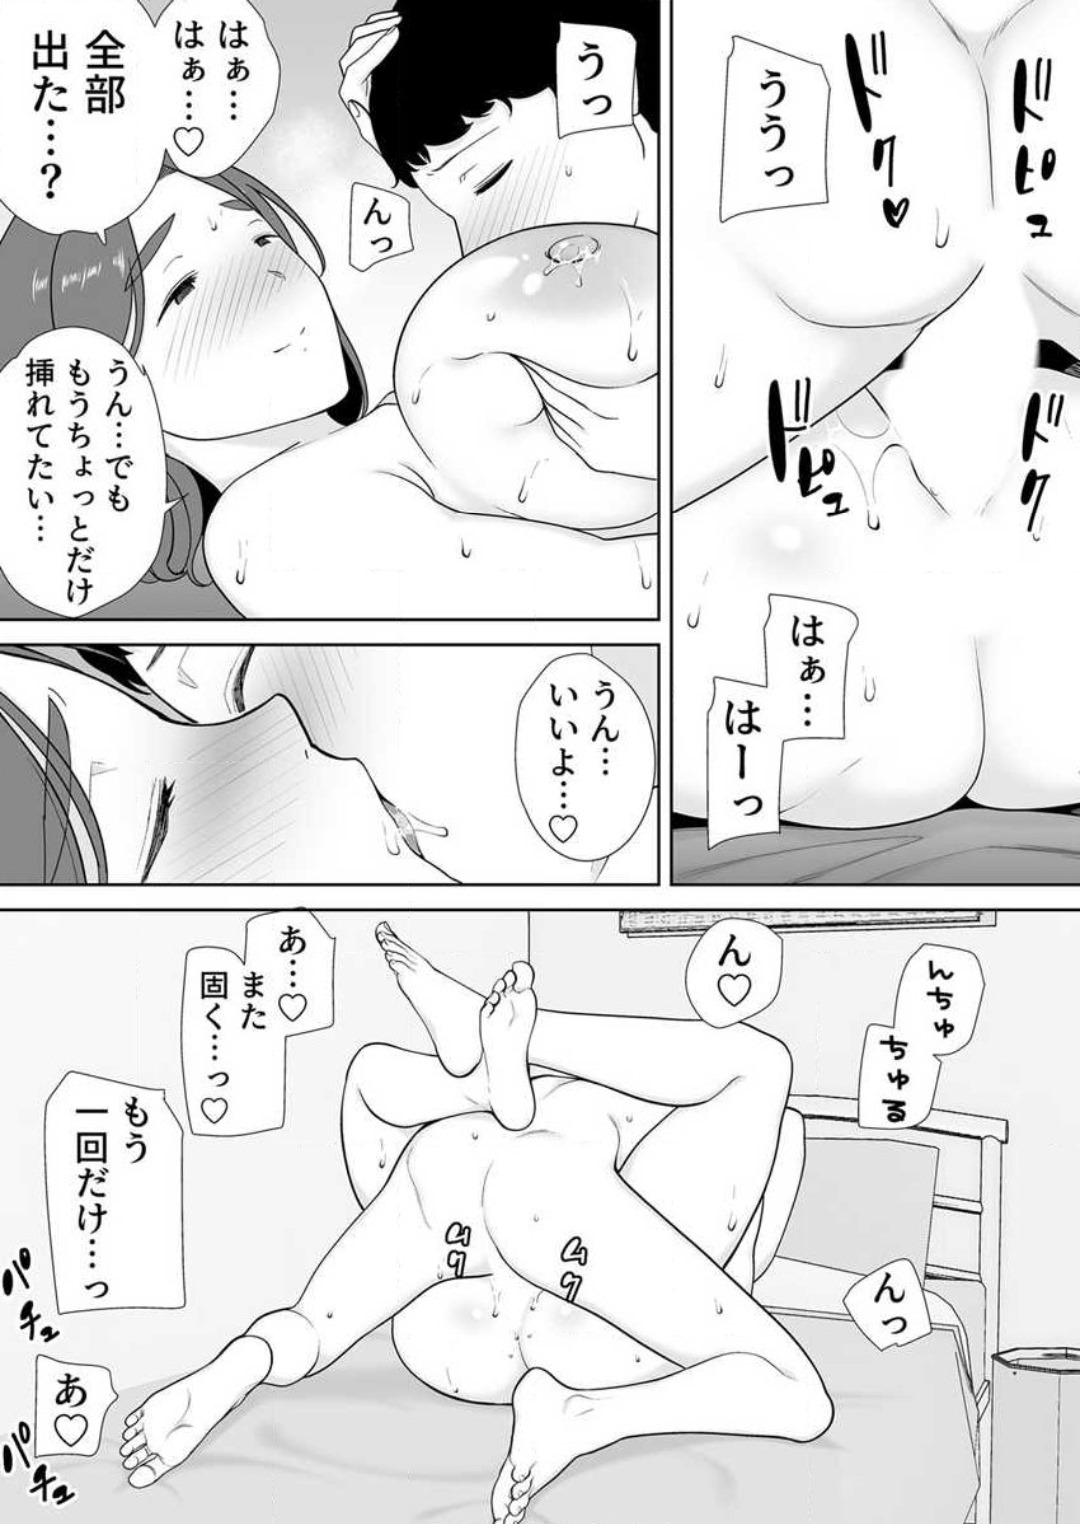 ドピュ
ドク♥
ううっ
ドク
ドピュ
はぁ…
はーっ
うっ
んっ
はぁ…
はぁ…♡
全部
出た…?
うん…でも
もうちょっとだけ
挿れてたい…
うん…
いいよ…♡
んちゅ
ちゅる
ん♡
あ…♡
また
固く…っ♡
もう
一回だけ…っ
ムク
ムク
んっ
パチュ
あ♡
パチュ